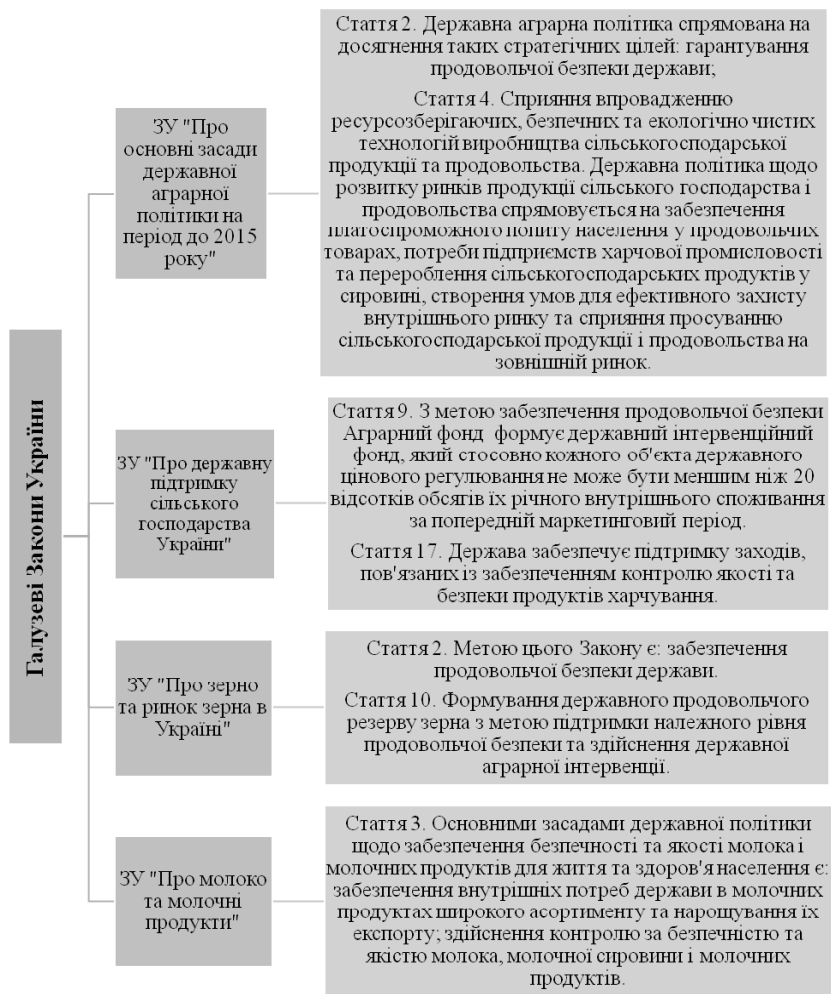 Галузеві Закони України
ЗУ "Про
основні засади
державної
аграрної
політики на
період до 2015
року"
Стаття 2. Державна аграрна політика спрямована на
досягнення таких стратегічних цілей: гарантування
продовольчої безпеки держави;
Стаття 4. Сприяння впровадженню
ресурсозберігаючих, безпечних та екологічно чистих
технологій виробництва сільськогосподарської
продукції та продовольства. Державна політика щодо
розвитку ринків продукції сільського господарства і
продовольства спрямовується на забезпечення
платоспроможного попиту населення у продовольчих
товарах, потреби підприємств харчової промисловості
та перероблення сільськогосподарських продуктів у
сировині, створення умов для ефективного захисту
внутрішнього ринку та сприяння просуванню
сільськогосподарської продукції і продовольства на
зовнішній ринок.
ЗУ "Про державну
підтримку
сільського
господарства
України"
Стаття 9. З метою забезпечення продовольчої безпеки
Аграрний фонд формує державний інтервенційний
фонд, який стосовно кожного об'єкта державного
цінового регулювання не може бути меншим ніж 20
відсотків обсягів їх річного внутрішнього споживання
за попередній маркетинговий період.
Стаття 17. Держава забезпечує підтримку заходів,
пов'язаних із забезпеченням контролю якості та
безпеки продуктів харчування.
ЗУ "Про зерно
та ринок зерна в
Україні"
Стаття 2. Метою цього Закону є: забезпечення
продовольчої безпеки держави.
Стаття 10. Формування державного продовольчого
резерву зерна з метою підтримки належного рівня
продовольчої безпеки та здійснення державної
аграрної інтервенції.
ЗУ "Про молоко
та молочні
продукти"
Стаття 3. Основними засадами державної політики
щодо забезпечення безпечності та якості молока і
молочних продуктів для життя та здоров'я населення є:
забезпечення внутрішніх потреб держави в молочних
продуктах широкого асортименту та нарощування їх
експорту; здійснення контролю за безпечністю та
якістю молока, молочної сировини і молочних
продуктів.